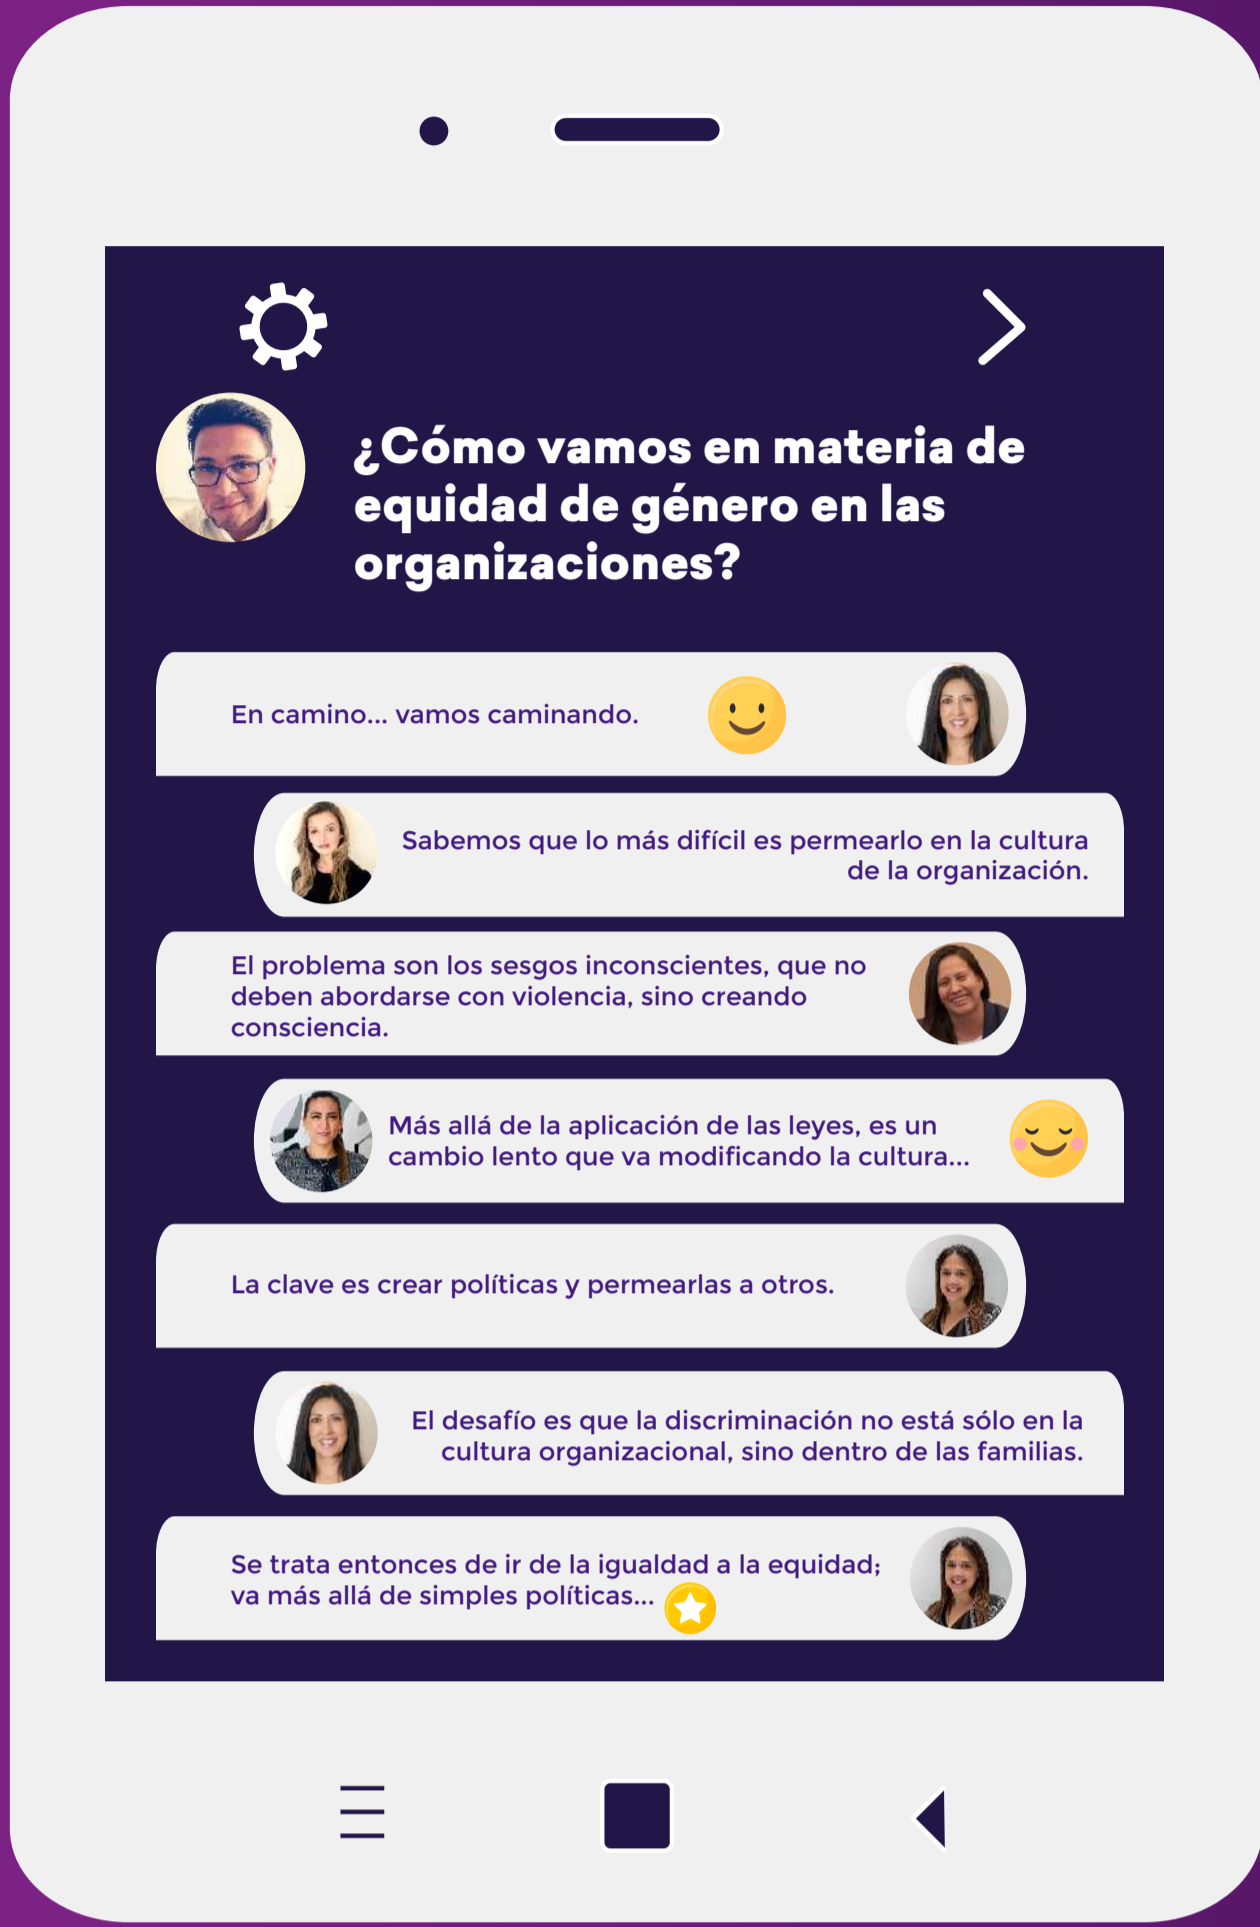 ¿Cómo vamos en materia de
equidad de género en las
organizaciones?
En camino... vamos caminando.
Sabemos que lo más difícil es permearlo en la cultura
de la organización.
El problema son los sesgos inconscientes, que no
deben abordarse con violencia, sino creando
consciencia.
Más allá de la aplicación de las leyes, es un
cambio lento que va modificando la cultura...
La clave es crear políticas y permearlas a otros.
El desafío es que la discriminación no está sólo en la
cultura organizacional, sino dentro de las familias.
Se trata entonces de ir de la igualdad a la equidad;
va más allá de simples políticas...